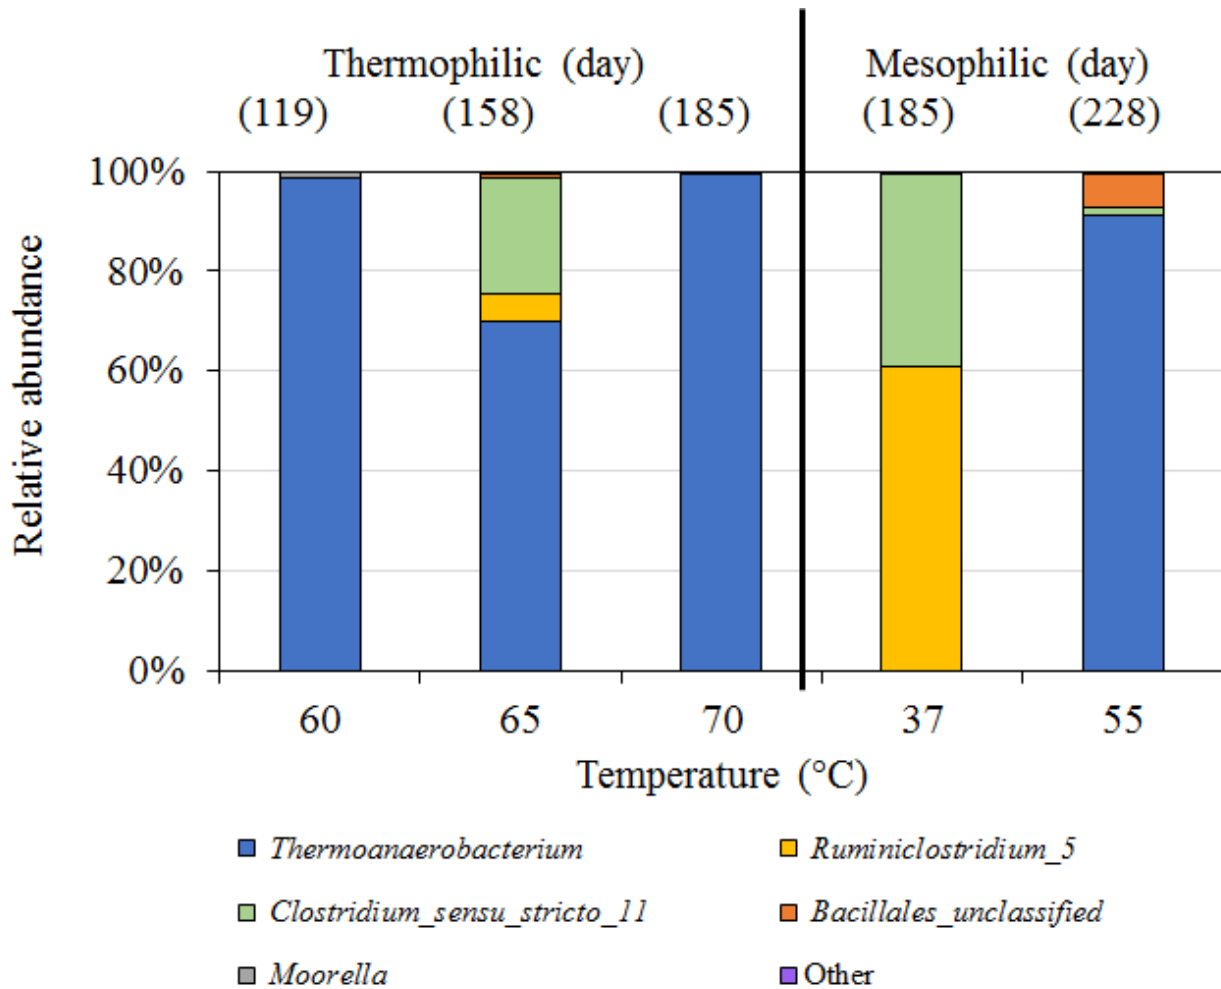 Thermophilic (day) Mesophilic (day)
(119) (158) (185) (185) (228)
100%
80%
60%
40%
20%
0%
Relative abundance
60 65 70 37 55
Temperature (°C)
Thermoanaerobacterium Ruminiclostridium_5
Clostridium_sensu_stricto_11 Bacillales_unclassified
Moorella Other